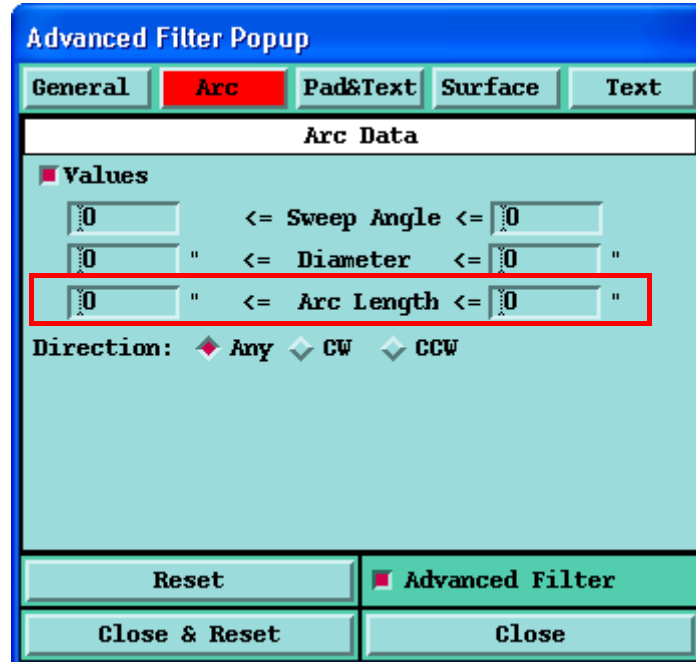 Advanced Filter Popup
General Arc Pad&Text Surface Text
Arc Data
Values
0 <= Sweep Angle <= 0
0 " <= Diameter <= 0 "
0 " <= Arc Length <= 0 "
Direction: Any CW CCW
Reset Advanced Filter
Close & Reset Close